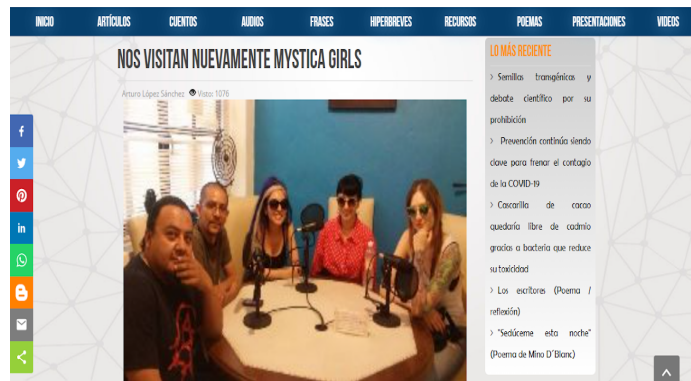 INICIO ARTÍCULOS CUENTOS AUDIOS FRASES HIPERBREVES RECURSOS POEMAS PRESENTACIONES VIDEOS
NOS VISITAN NUEVAMENTE MYSTICA GIRLS
Arturo López Sánchez Visto: 1076
LO MÁS RECIENTE
> Semillas transgénicas y
debate científico por su
prohibición
> Prevención continúa siendo
clave para frenar el contagio
de la COVID-19
> Cascarilla de cacao
quedaría libre de cadmio
gracias a bacteria que reduce
su toxicidad
> Los escritores (Poema /
reflexión)
> "Sedúceme esta noche"
(Poema de Mino D´Blanc)